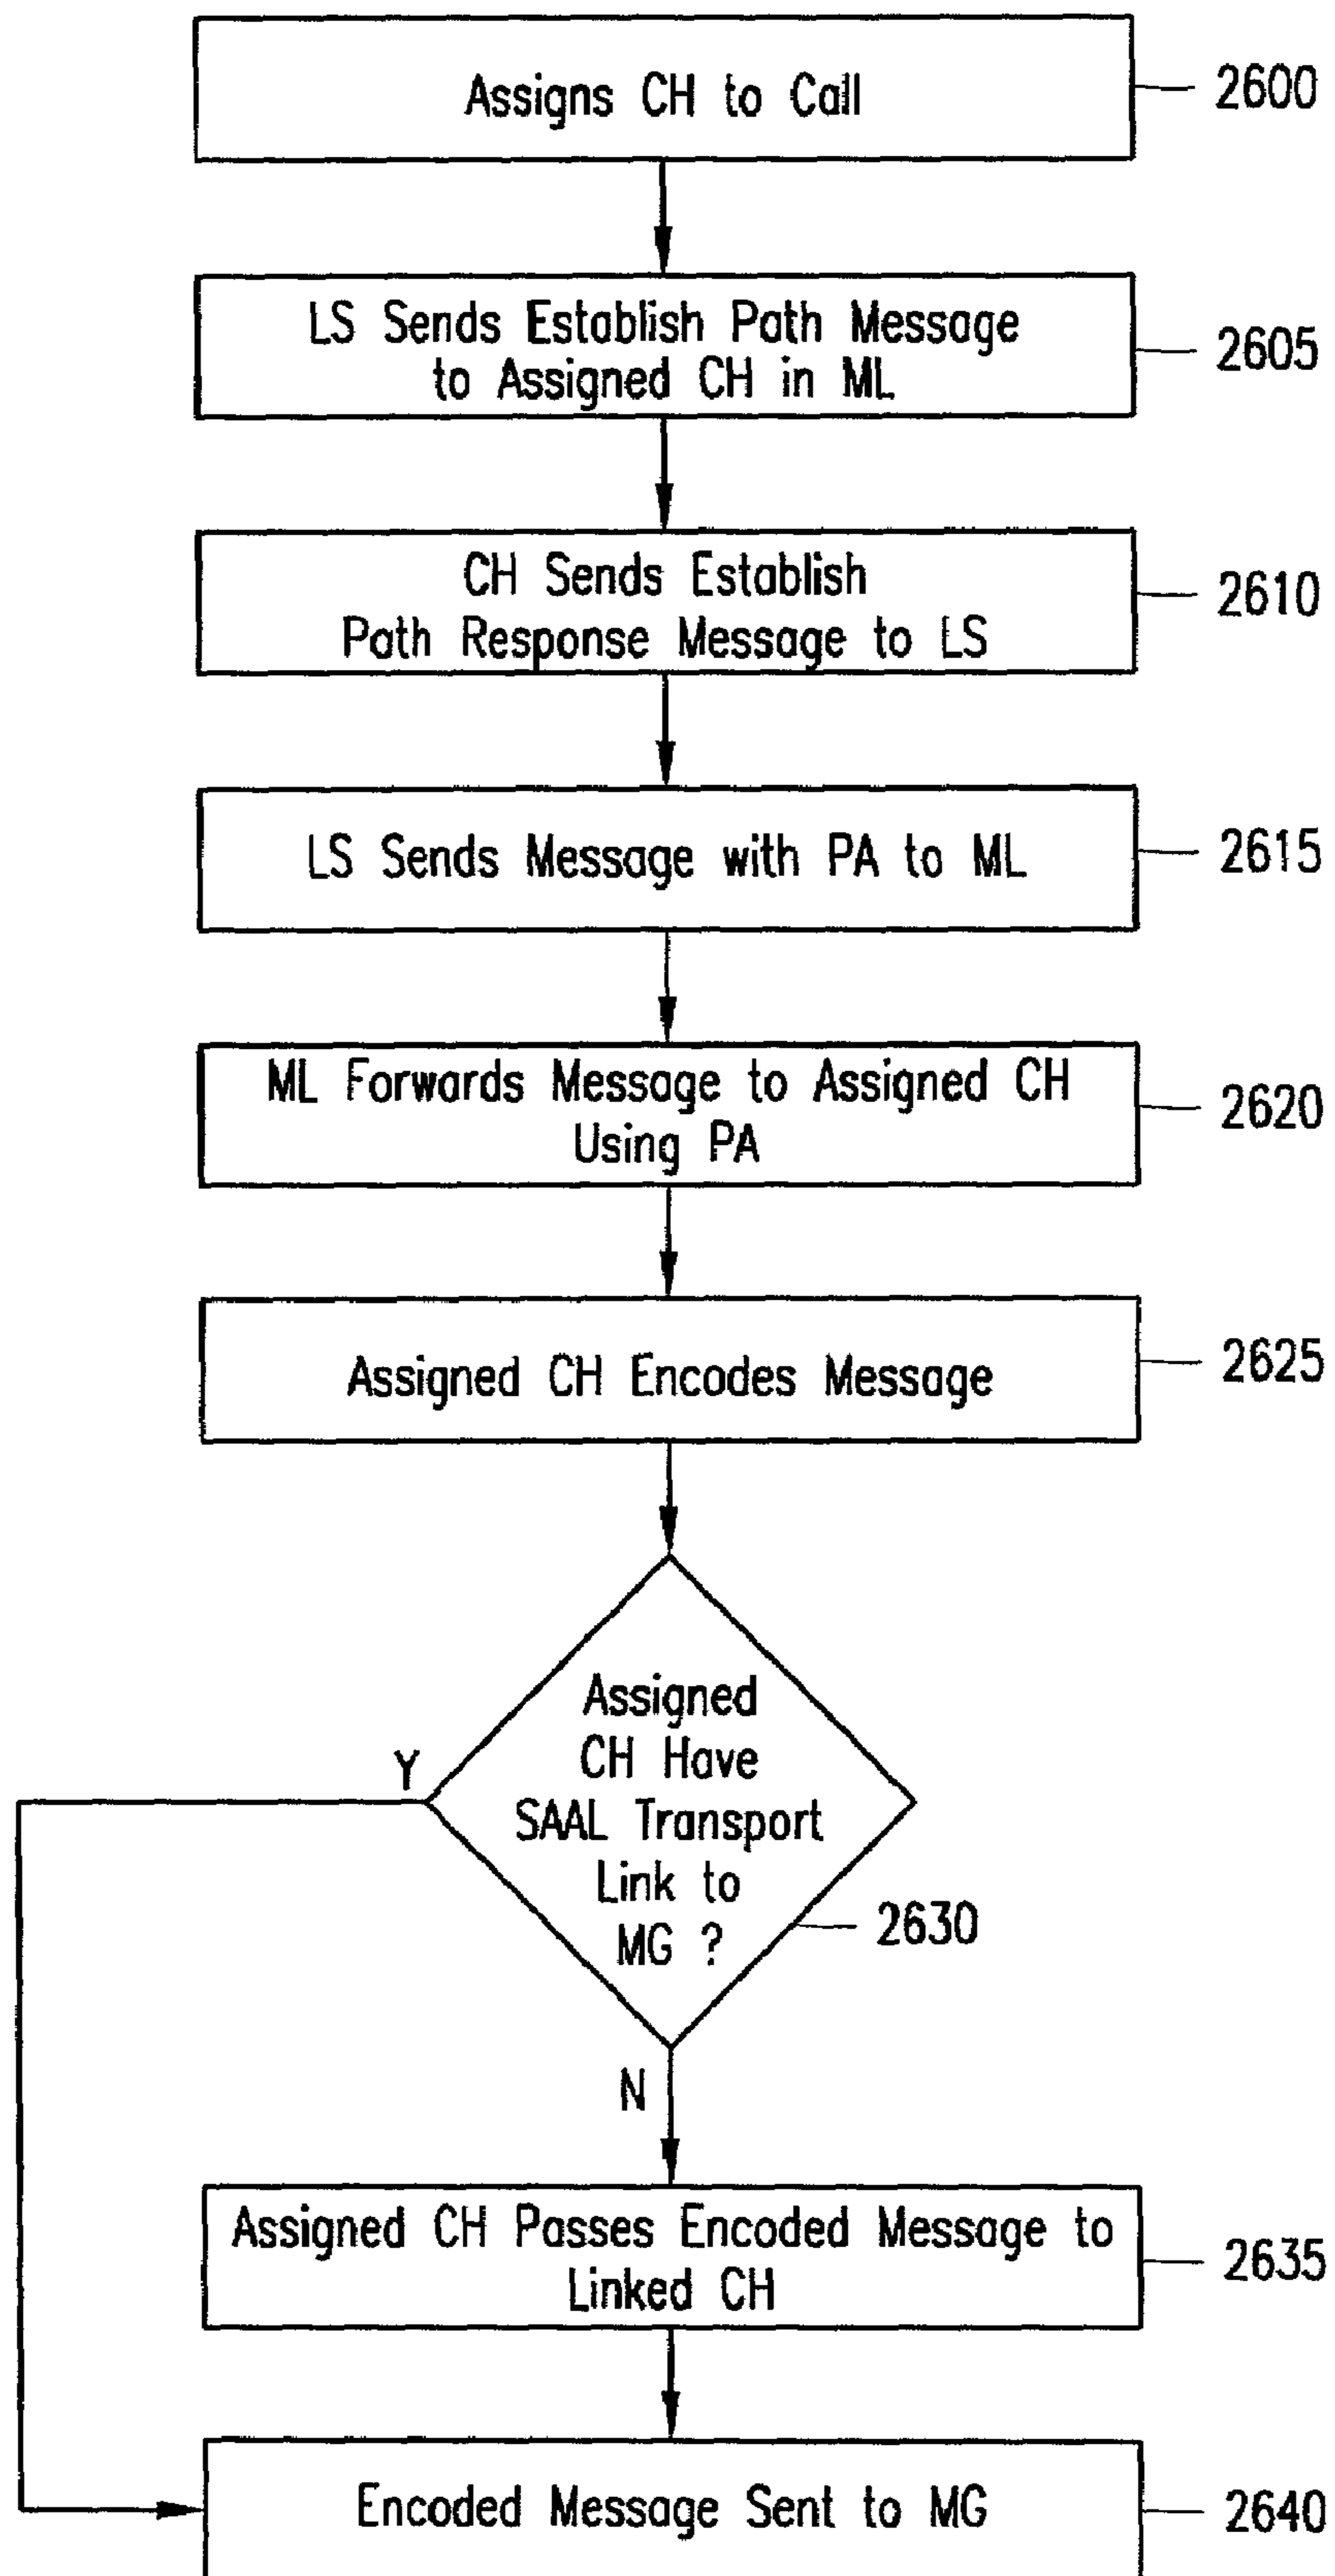 Assigns CH to Call
2600
LS Sends Establish Path Message
to Assigned CH in ML
2605
CH Sends Establish
Path Response Message to LS
2610
LS Sends Message with PA to ML
2615
ML Forwards Message to Assigned CH
Using PA
2620
Assigned CH Encodes Message
2625
Assigned
CH Have
SAAL Transport
Link to
MG ?
2630
Y
N
Assigned CH Passes Encoded Message to
Linked CH
2635
Encoded Message Sent to MG
2640